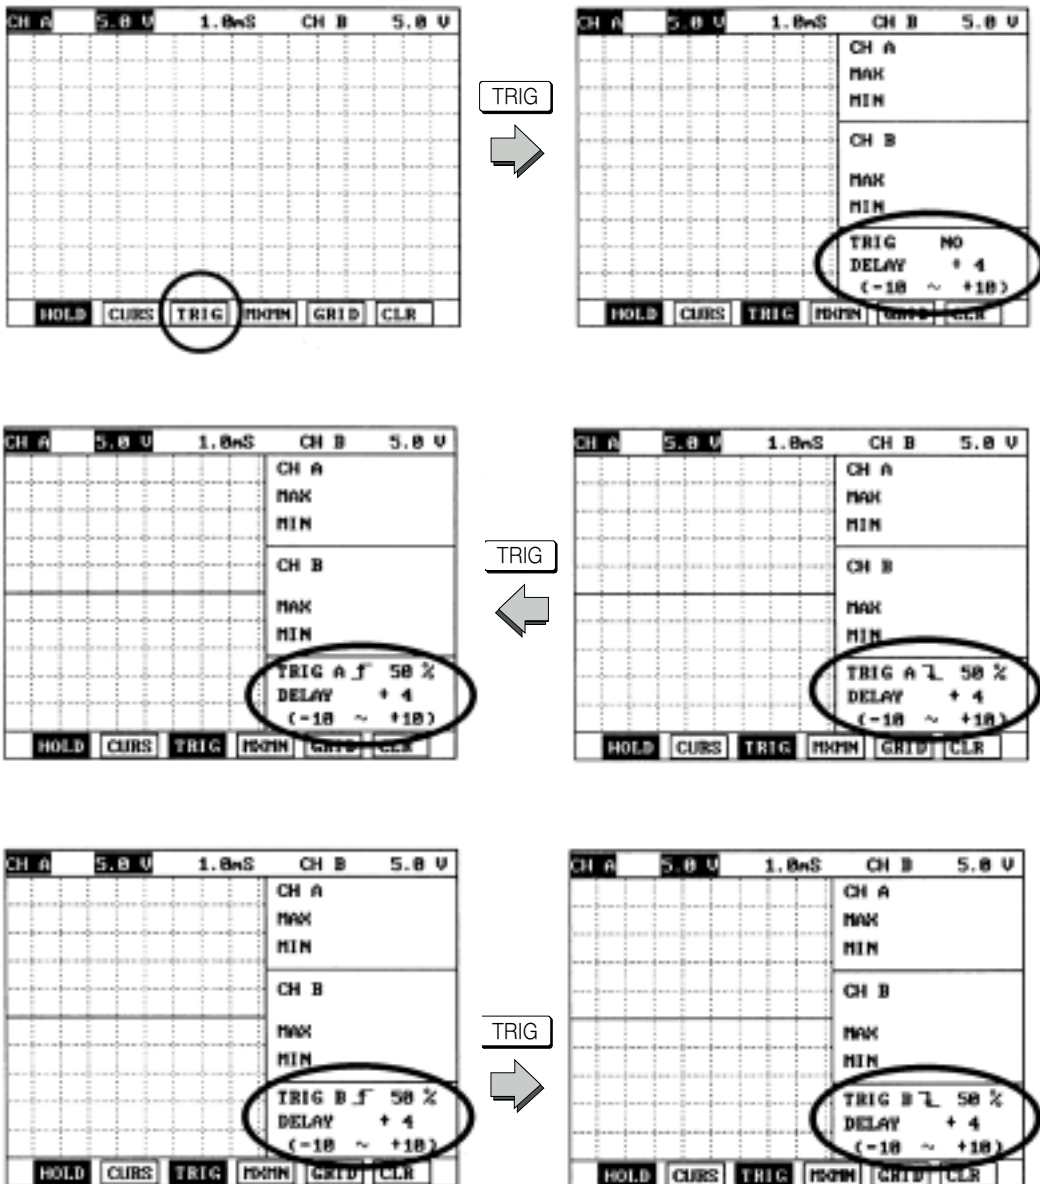 CH A 5.0 V 1.0mS CH B 5.0 V
HOLD CURS TRIG MXMN GRID CLR
TRIG
CH A 5.0 V 1.0mS CH B 5.0 V
CH A
MAX
MIN
CH B
MAX
MIN
TRIG NO
DELAY + 4
(-10 ~ +10)
HOLD CURS TRIG MXMN GRID CLR
CH A 5.0 V 1.0mS CH B 5.0 V
CH A
MAX
MIN
CH B
MAX
MIN
TRIG A 50 %
DELAY + 4
(-10 ~ +10)
HOLD CURS TRIG MXMN GRID CLR
TRIG
CH A 5.0 V 1.0mS CH B 5.0 V
CH A
MAX
MIN
CH B
MAX
MIN
TRIG A 50 %
DELAY + 4
(-10 ~ +10)
HOLD CURS TRIG MXMN GRID CLR
CH A 5.0 V 1.0mS CH B 5.0 V
CH A
MAX
MIN
CH B
MAX
MIN
TRIG B 50 %
DELAY + 4
(-10 ~ +10)
HOLD CURS TRIG MXMN GRID CLR
TRIG
CH A 5.0 V 1.0mS CH B 5.0 V
CH A
MAX
MIN
CH B
MAX
MIN
TRIG B 50 %
DELAY + 4
(-10 ~ +10)
HOLD CURS TRIG MXMN GRID CLR